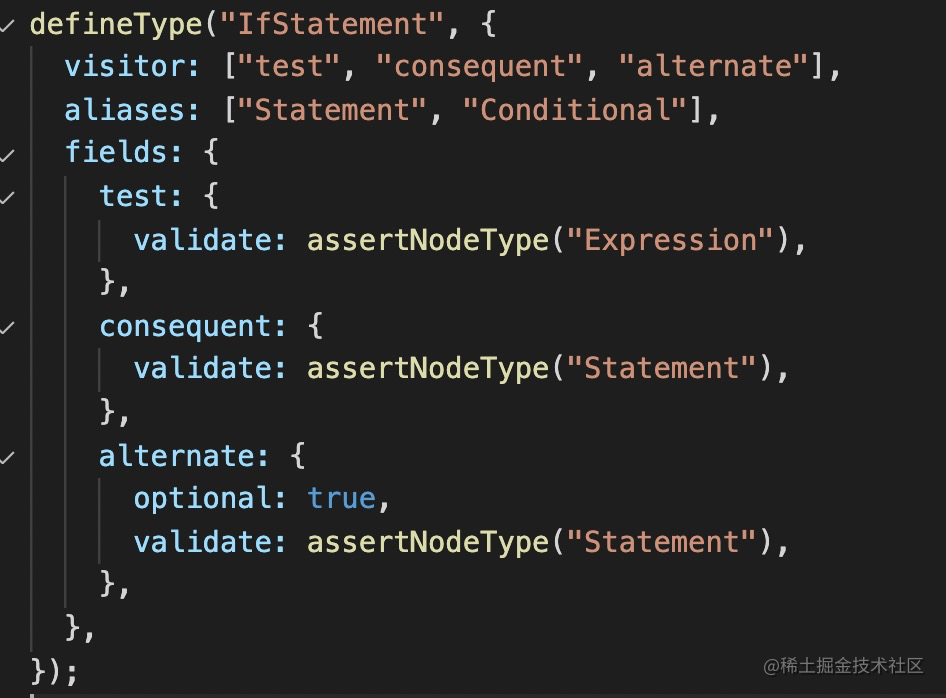 defineType("IfStatement", {
  visitor: ["test", "consequent", "alternate"],
  aliases: ["Statement", "Conditional"],
  fields: {
    test: {
      validate: assertNodeType("Expression"),
    },
    consequent: {
      validate: assertNodeType("Statement"),
    },
    alternate: {
      optional: true,
      validate: assertNodeType("Statement"),
    },
  },
});
@稀土掘金技术社区